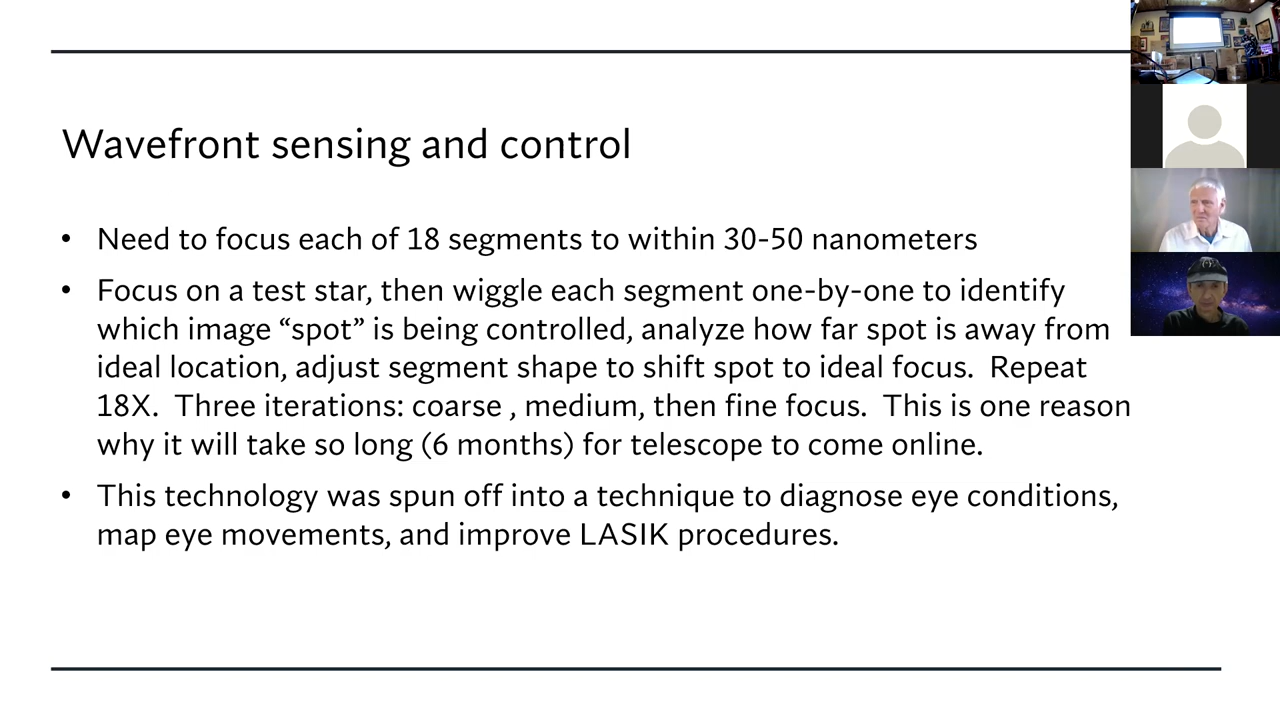 Wavefront sensing and control
• Need to focus each of 18 segments to within 30-50 nanometers
• Focus on a test star, then wiggle each segment one-by-one to identify
which image “spot” is being controlled, analyze how far spot is away from
ideal location, adjust segment shape to shift spot to ideal focus.  Repeat
18X.  Three iterations: coarse , medium, then fine focus.  This is one reason
why it will take so long (6 months) for telescope to come online.
• This technology was spun off into a technique to diagnose eye conditions,
map eye movements, and improve LASIK procedures.